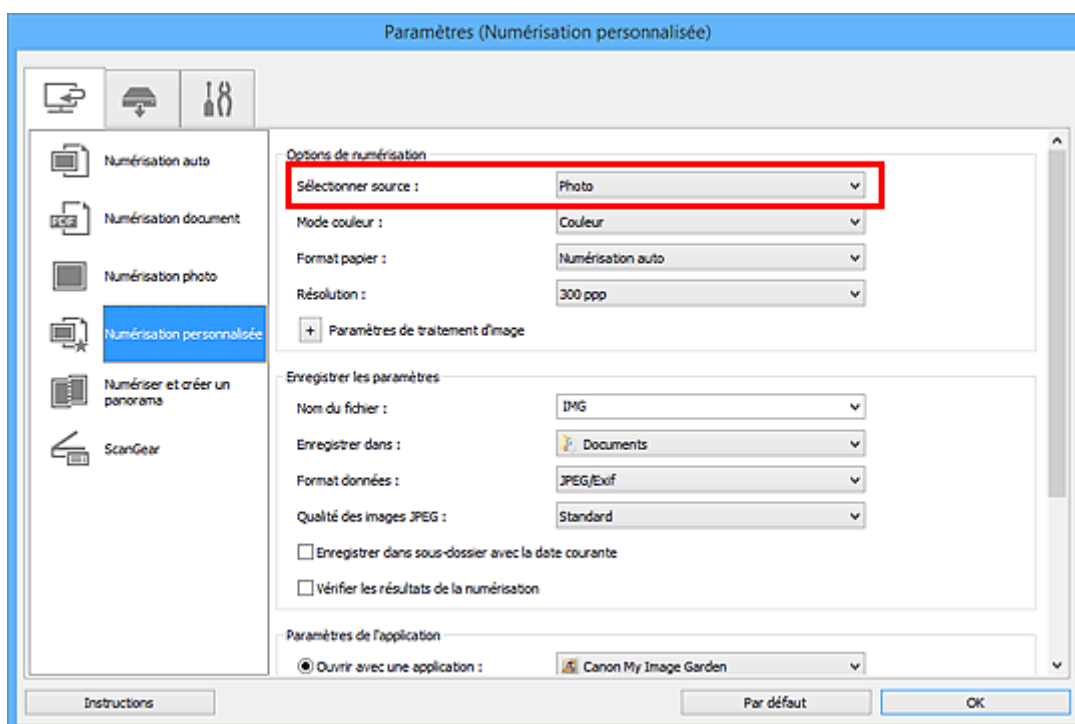 Paramètres (Numérisation personnalisée)
Numérisation auto
PDF
Numérisation document
Numérisation photo
Numérisation personnalisée
Numériser et créer un
panorama
ScanGear
Options de numérisation
Sélectionner source : Photo
Mode couleur : Couleur
Format papier : Numérisation auto
Résolution : 300 ppp
+ Paramètres de traitement d'image
Enregistrer les paramètres
Nom du fichier : IMG
Enregistrer dans : Documents
Format données : JPEG/Exif
Qualité des images JPEG : Standard
Enregistrer dans sous-dossier avec la date courante
Vérifier les résultats de la numérisation
Paramètres de l'application
Ouvrir avec une application : Canon My Image Garden
Instructions Par défaut OK